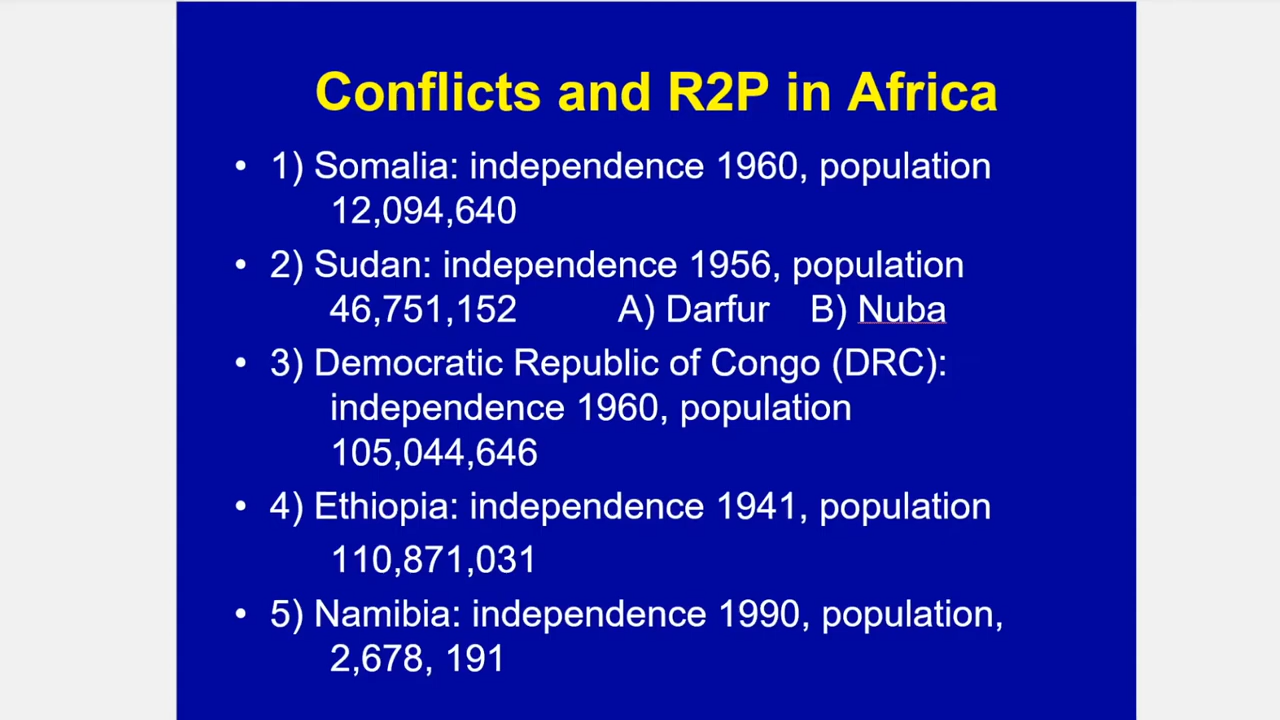 Conflicts and R2P in Africa
• 1) Somalia: independence 1960, population
12,094,640
• 2) Sudan: independence 1956, population
46,751,152 A) Darfur B) Nuba
• 3) Democratic Republic of Congo (DRC):
independence 1960, population
105,044,646
• 4) Ethiopia: independence 1941, population
110,871,031
• 5) Namibia: independence 1990, population,
2,678, 191